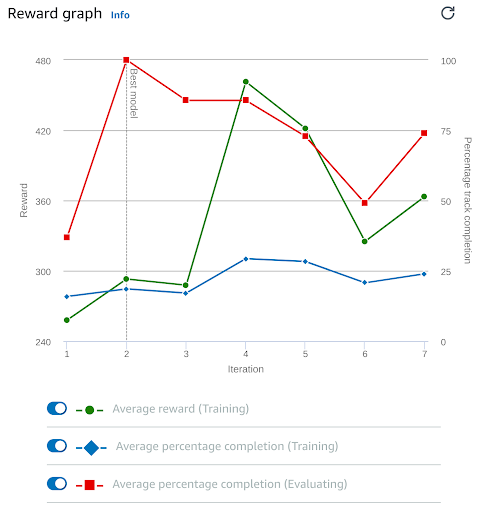 Reward graph Info
480 100
Best model
420 75
360 50
300 25
240 0
Reward
Percentage track completion
1 2 3 4 5 6 7
Iteration
Average reward (Training)
Average percentage completion (Training)
Average percentage completion (Evaluating)